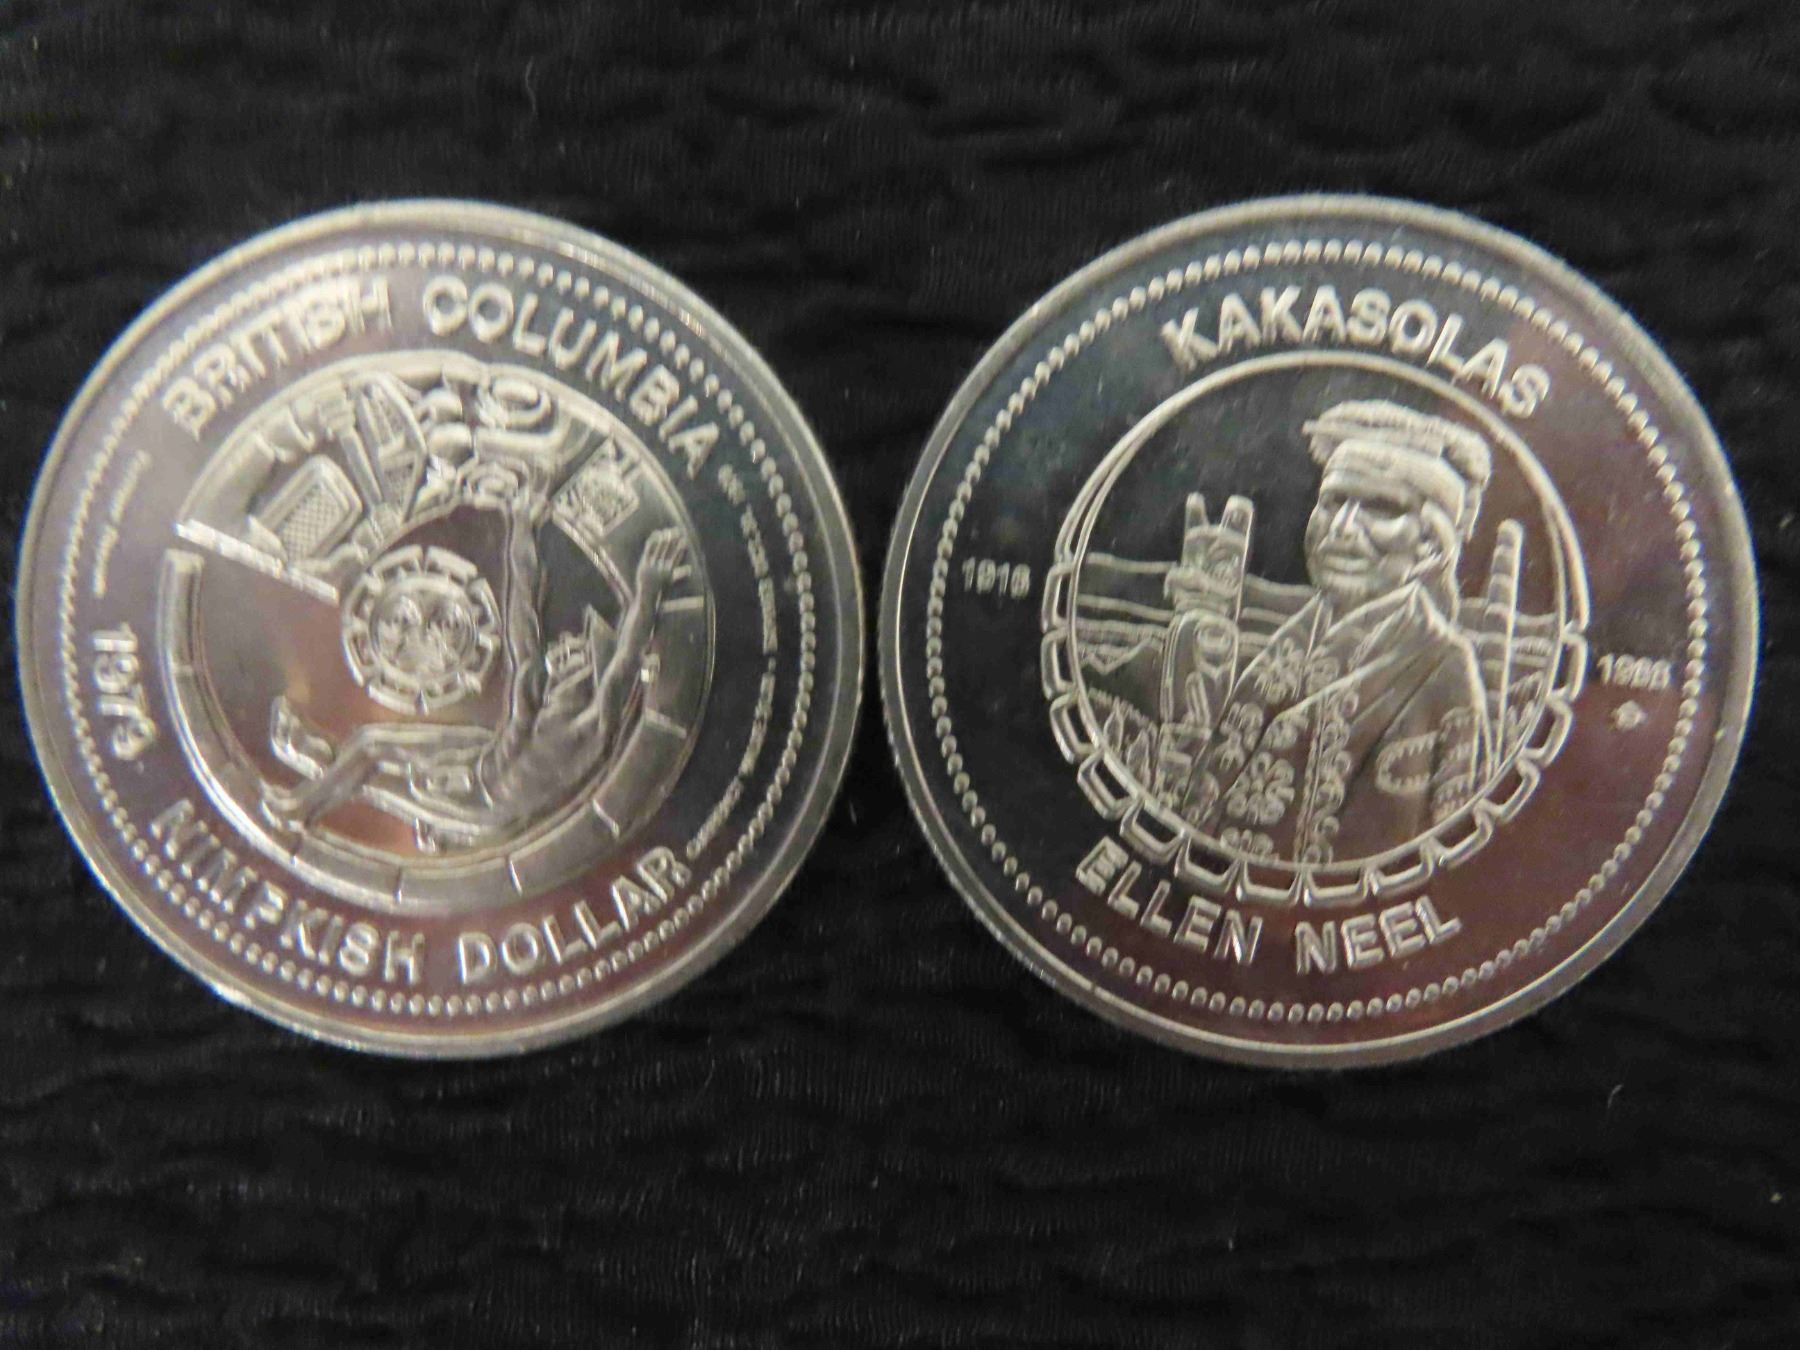 BRITISH COLUMBIA
1979
NIMPKISH DOLLAR
KAKASOLAS
1916
1966
ELLEN NEEL